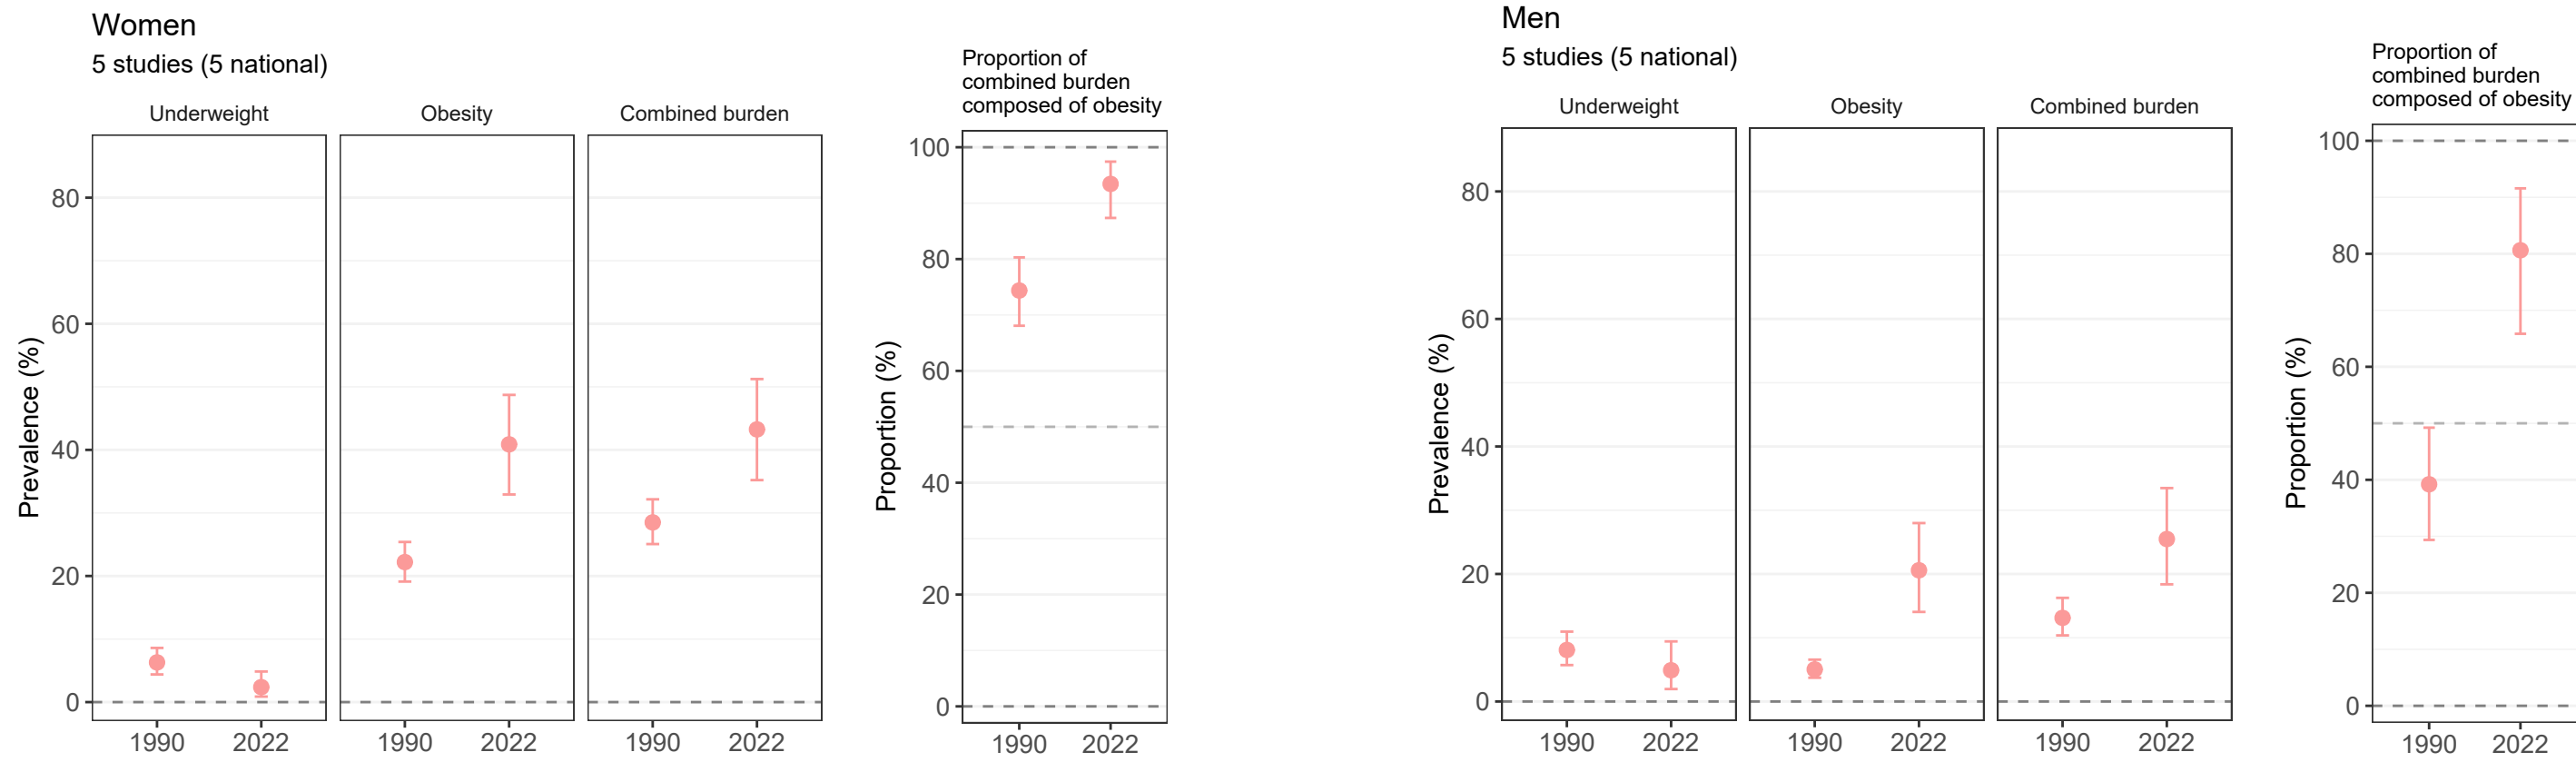 Women
5 studies (5 national)
Underweight
Obesity
Combined burden
Prevalence (%)
80
60
40
20
0
1990 2022
1990 2022
1990 2022
Proportion of
combined burden
composed of obesity
Proportion (%)
100
80
60
40
20
0
1990 2022
Men
5 studies (5 national)
Underweight
Obesity
Combined burden
Prevalence (%)
80
60
40
20
0
1990 2022
1990 2022
1990 2022
Proportion of
combined burden
composed of obesity
Proportion (%)
100
80
60
40
20
0
1990 2022